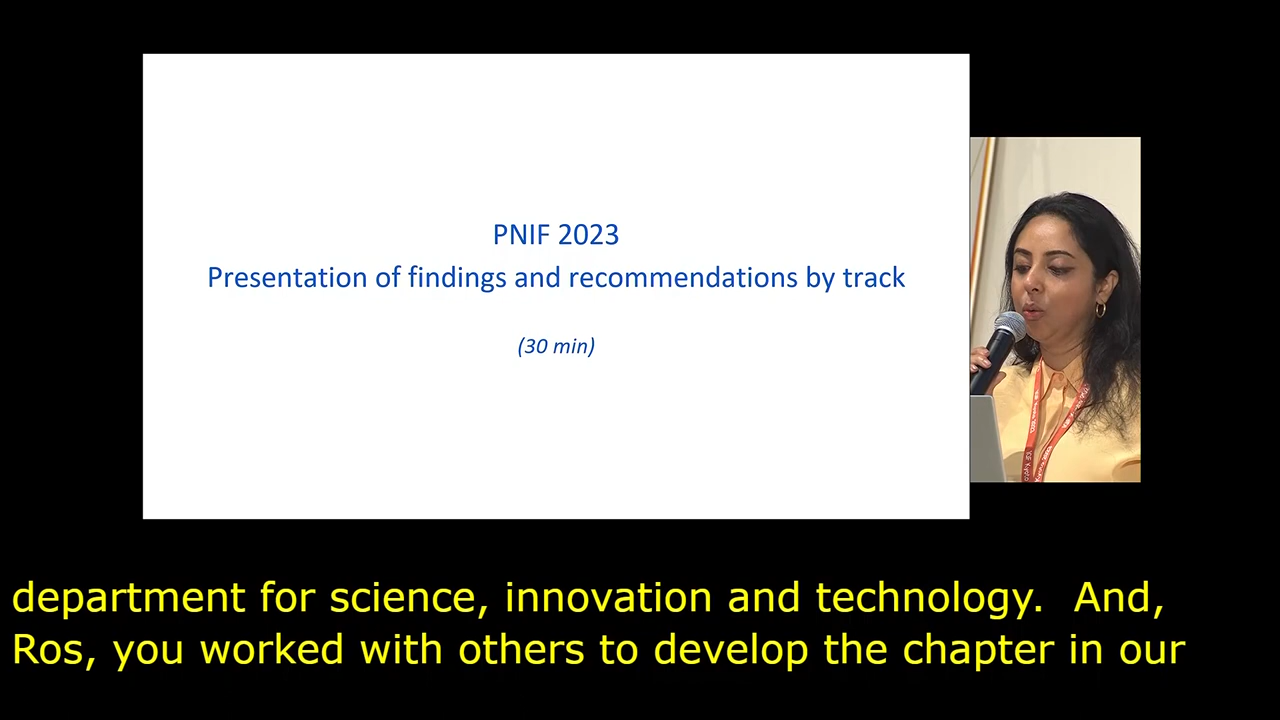 PNIF 2023
Presentation of findings and recommendations by track
(30 min)
department for science, innovation and technology.  And,
Ros, you worked with others to develop the chapter in our